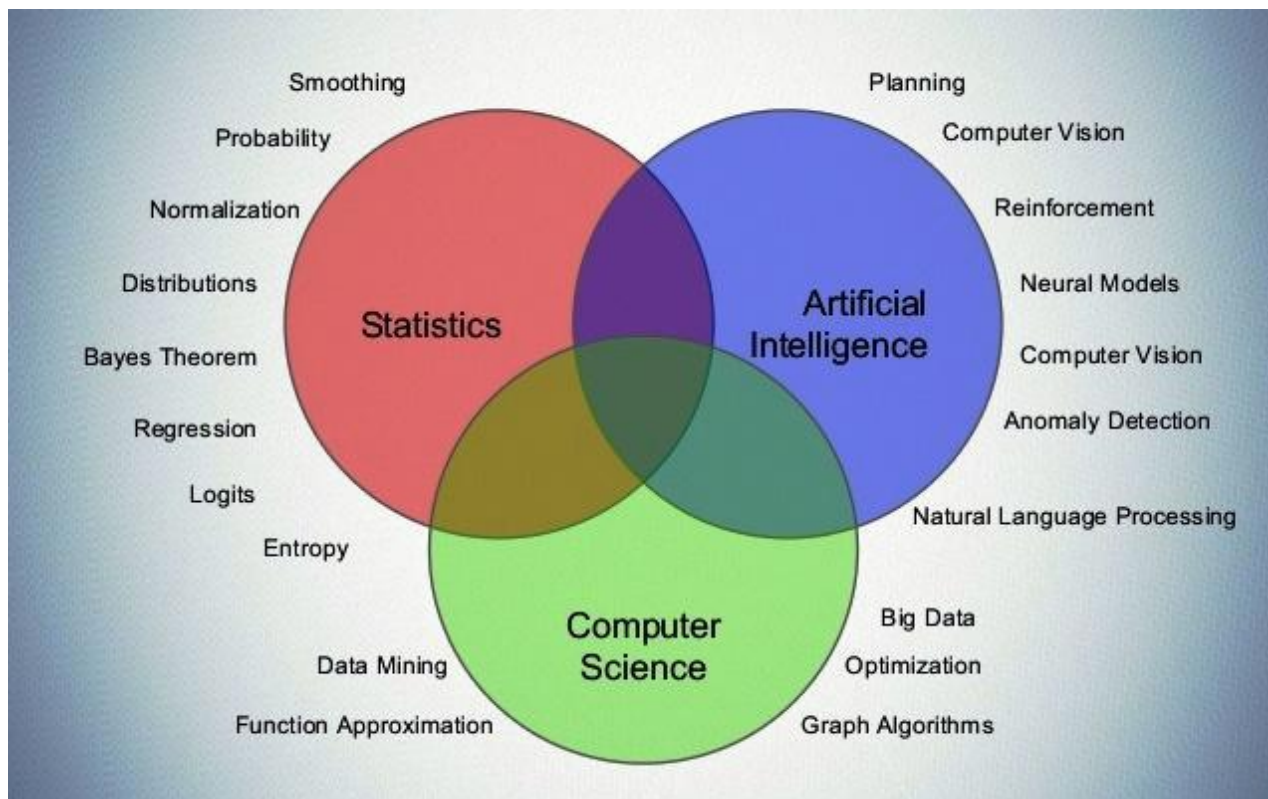 Smoothing
Probability
Normalization
Distributions
Bayes Theorem
Regression
Logits
Entropy
Statistics
Planning
Computer Vision
Reinforcement
Neural Models
Computer Vision
Anomaly Detection
Natural Language Processing
Artificial
Intelligence
Data Mining
Function Approximation
Computer
Science
Big Data
Optimization
Graph Algorithms